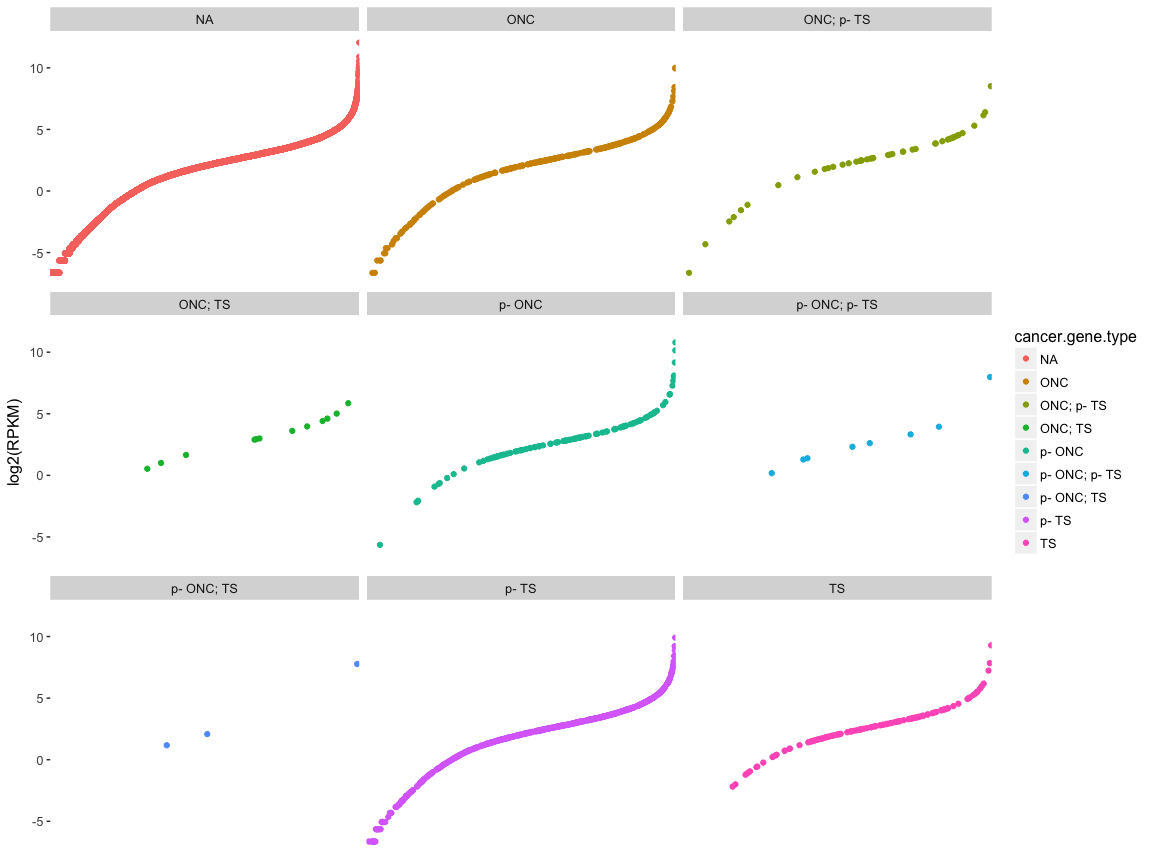 NA
ONC
ONC; p- TS
10
5
0
-5
ONC; TS
p- ONC
p- ONC; p- TS
10
5
0
-5
p- ONC; TS
p- TS
TS
10
5
0
-5
log2(RPKM)
cancer.gene.type
NA
ONC
ONC; p- TS
ONC; TS
p- ONC
p- ONC; p- TS
p- ONC; TS
p- TS
TS